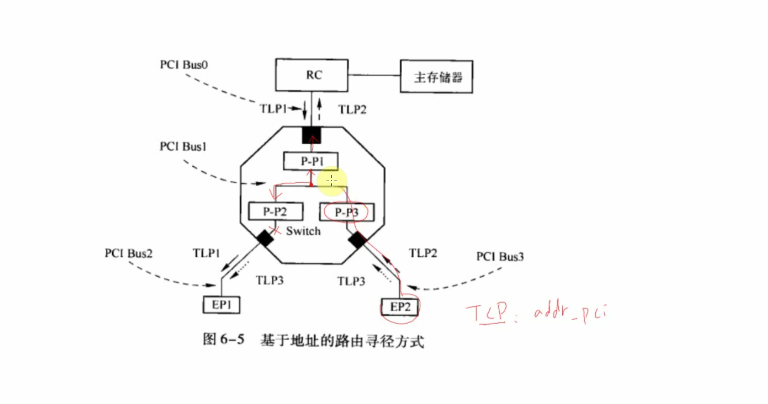 PCI Bus0
RC
主存储器
TLP1
TLP2
PCI Bus1
P-P1
P-P2
P-P3
Switch
PCI Bus2
TLP1
TLP3
TLP3
TLP2
PCI Bus3
EP1
EP2
TLP: addr_pci
图 6-5 基于地址的路由寻径方式